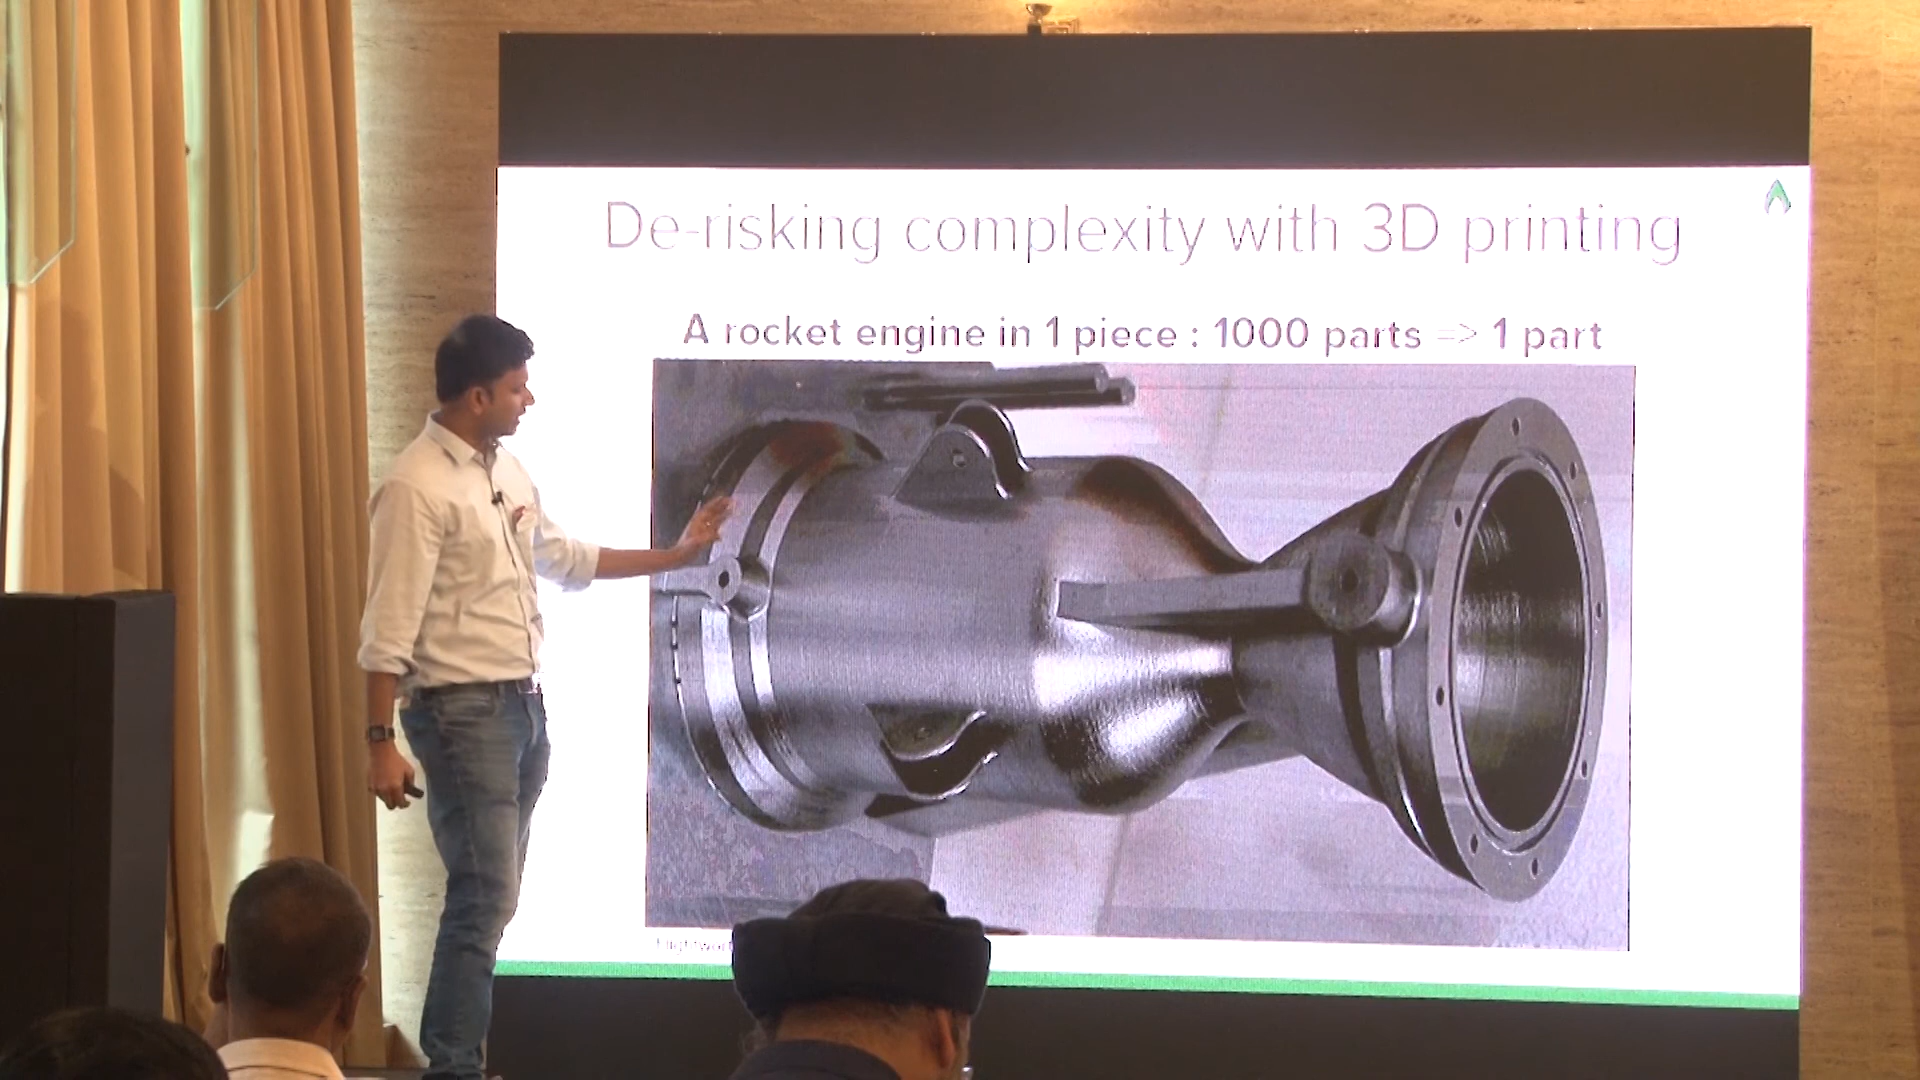 De-risking complexity with 3D printing
A rocket engine in 1 piece : 1000 parts => 1 part